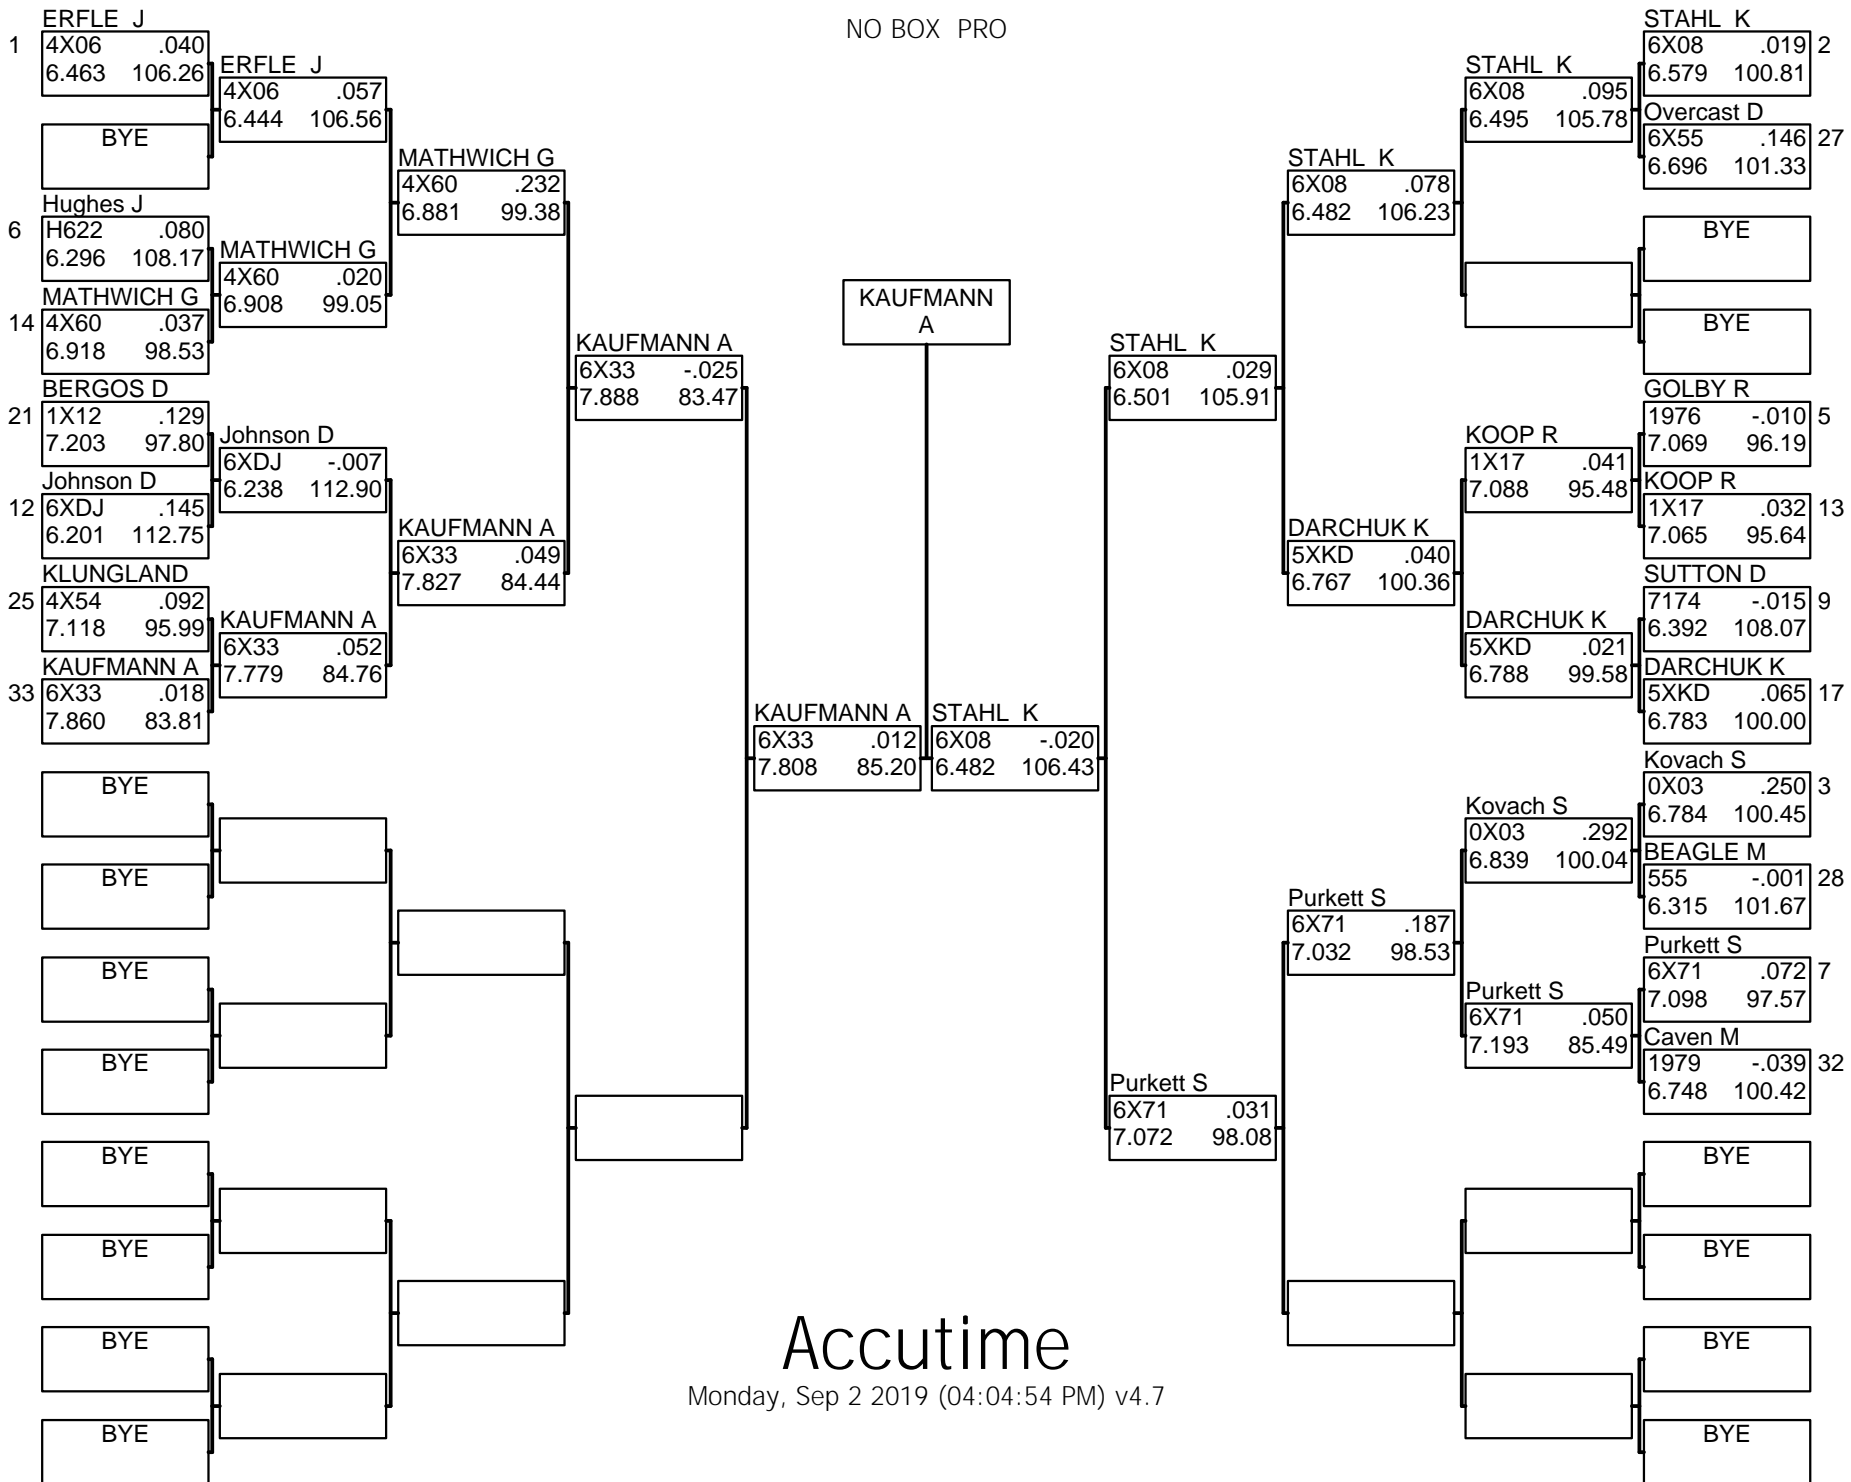 NO BOX PRO
ERFLE J
1 4X06 .040
6.463 106.26
BYE
Hughes J
6 H622 .080
6.296 108.17
MATHWICH G
14 4X60 .037
6.918 98.53
BERGOS D
21 1X12 .129
7.203 97.80
Johnson D
12 6XDJ .145
6.201 112.75
KLUNGLAND
25 4X54 .092
7.118 95.99
KAUFMANN A
33 6X33 .018
7.860 83.81
BYE
BYE
BYE
BYE
BYE
BYE
BYE
BYE
ERFLE J
4X06 .057
6.444 106.56
MATHWICH G
4X60 .020
6.908 99.05
Johnson D
6XDJ -.007
6.238 112.90
KAUFMANN A
6X33 .052
7.779 84.76
MATHWICH G
4X60 .232
6.881 99.38
KAUFMANN A
6X33 .049
7.827 84.44
KAUFMANN A
6X33 -.025
7.888 83.47
KAUFMANN A
6X33 .012
7.808 85.20
KAUFMANN
A
STAHL K
6X08 -.020
6.482 106.43
STAHL K
6X08 .029
6.501 105.91
Purkett S
6X71 .031
7.072 98.08
STAHL K
6X08 .078
6.482 106.23
DARCHUK K
5XKD .040
6.767 100.36
Purkett S
6X71 .187
7.032 98.53
STAHL K
6X08 .095
6.495 105.78
KOOP R
1X17 .041
7.088 95.48
DARCHUK K
5XKD .021
6.788 99.58
Kovach S
0X03 .292
6.839 100.04
Purkett S
6X71 .050
7.193 85.49
STAHL K
6X08 .019 2
6.579 100.81
Overcast D
6X55 .146 27
6.696 101.33
BYE
BYE
GOLBY R
1976 -.010 5
7.069 96.19
KOOP R
1X17 .032 13
7.065 95.64
SUTTON D
7174 -.015 9
6.392 108.07
DARCHUK K
5XKD .065 17
6.783 100.00
Kovach S
0X03 .250 3
6.784 100.45
BEAGLE M
555 -.001 28
6.315 101.67
Purkett S
6X71 .072 7
7.098 97.57
Caven M
1979 -.039 32
6.748 100.42
BYE
BYE
BYE
BYE
Accutime
Monday, Sep 2 2019 (04:04:54 PM) v4.7